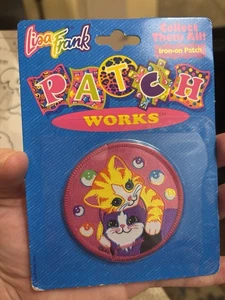 Lisa Frank
Collect
Them All!
Iron-on Patch
PATCH
WORKS